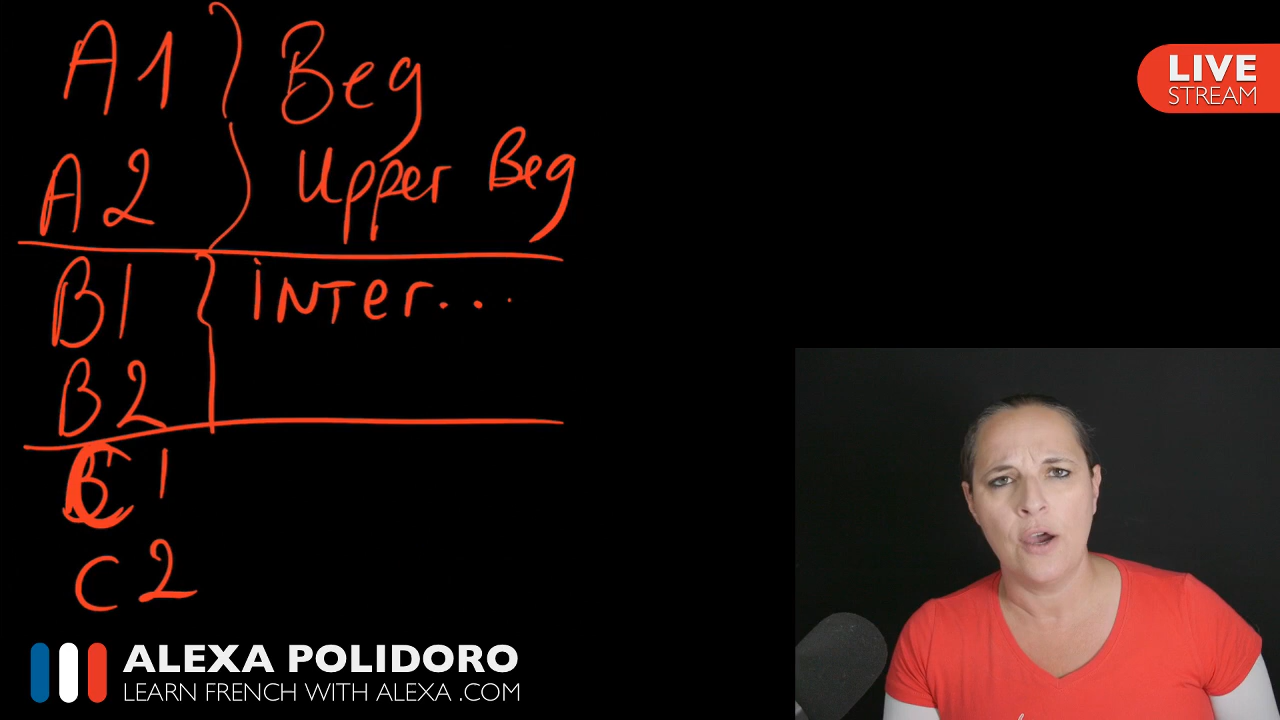 A1 } Beg
A2 } Upper Beg
B1 } inter...
B2
C1
C2
LIVE
STREAM
ALEXA POLIDORO
LEARN FRENCH WITH ALEXA .COM